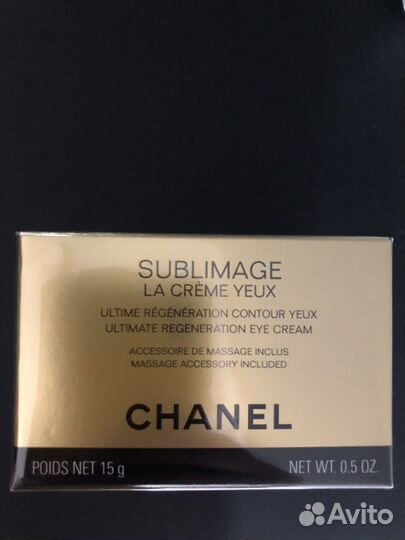 SUBLIMAGE
LA CRÈME YEUX
ULTIME RÉGÉNÉRATION CONTOUR YEUX
ULTIMATE REGENERATION EYE CREAM
ACCESSOIRE DE MASSAGE INCLUS
MASSAGE ACCESSORY INCLUDED
CHANEL
POIDS NET 15 g NET WT. 0.5 OZ.
Avito